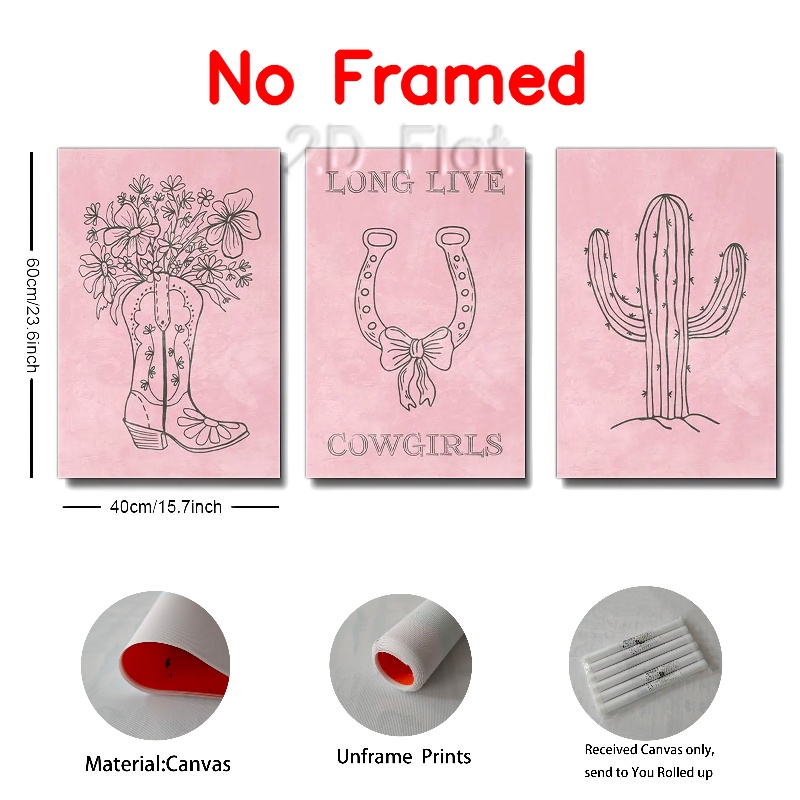 No Framed
2D Flat
LONG LIVE
COWGIRLS
60cm/23.6inch
40cm/15.7inch
Material:Canvas
Unframe Prints
Received Canvas only,
send to You Rolled up